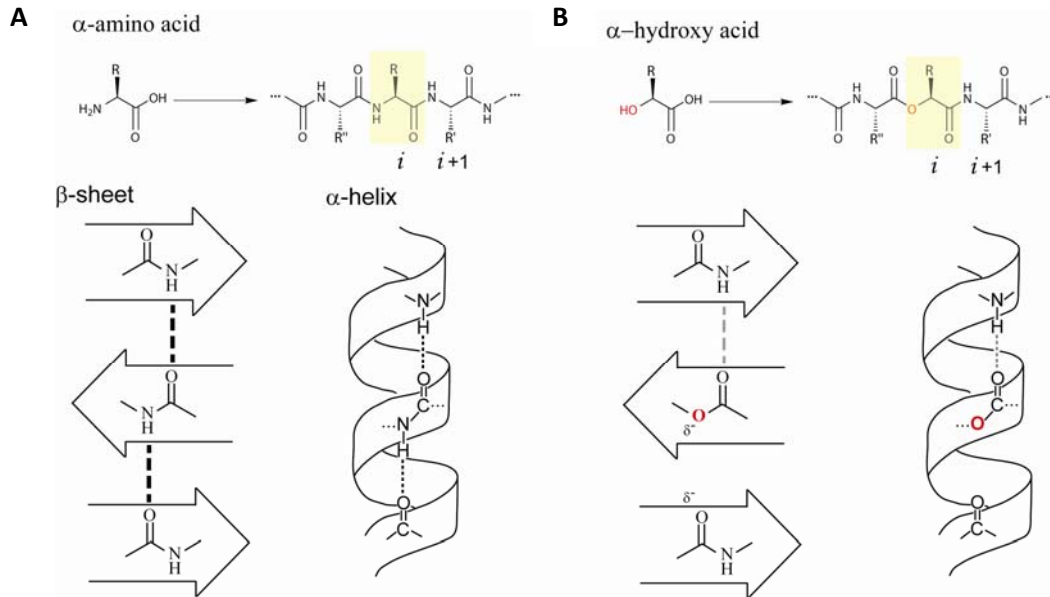 A
α-amino acid
R
H₂N
OH
O
...
O
H
N
R''
O
N
H
R
O
H
N
R'
O
N
H
...
i
i+1
β-sheet
α-helix
O
N
H
O
N
H
O
N
H
N
H
O
C
...
...
N
H
O
C
B
α–hydroxy acid
R
HO
OH
O
...
O
H
N
R''
O
O
R
O
H
N
R'
O
N
H
...
i
i+1
O
N
H
O
O
δ⁻
δ⁻
O
N
H
N
H
O
C
...
...
O
O
C